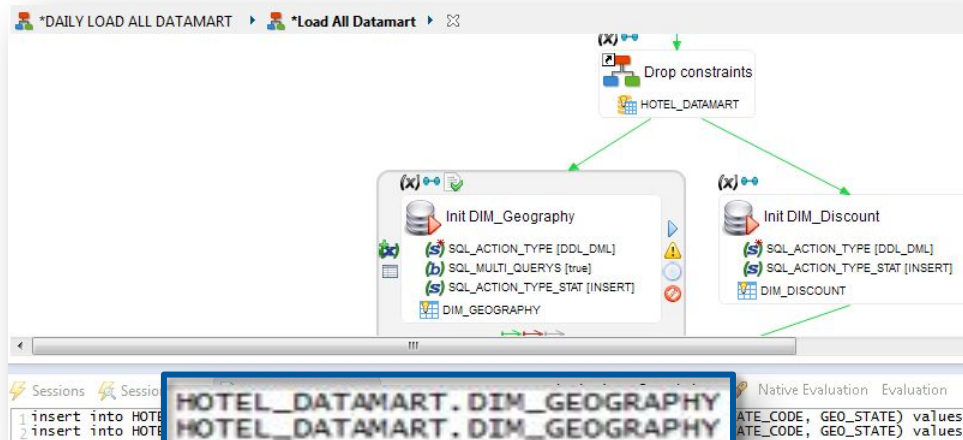 *DAILY LOAD ALL DATAMART *Load All Datamart
(x)
Drop constraints
HOTEL_DATAMART
(x)
(x)
Init DIM_Geography
Init DIM_Discount
(x)
(s) SQL_ACTION_TYPE [DDL_DML]
(s) SQL_ACTION_TYPE [DDL_DML]
(b) SQL_MULTI_QUERYS [true]
(s) SQL_ACTION_TYPE_STAT [INSERT]
(s) SQL_ACTION_TYPE_STAT [INSERT]
DIM_DISCOUNT
DIM_GEOGRAPHY
Sessions Native Evaluation Evaluation
1 insert into HOTEL_DATAMART.DIM_GEOGRAPHY ATE_CODE, GEO_STATE) values
2 insert into HOTEL_DATAMART.DIM_GEOGRAPHY ATE_CODE, GEO_STATE) values